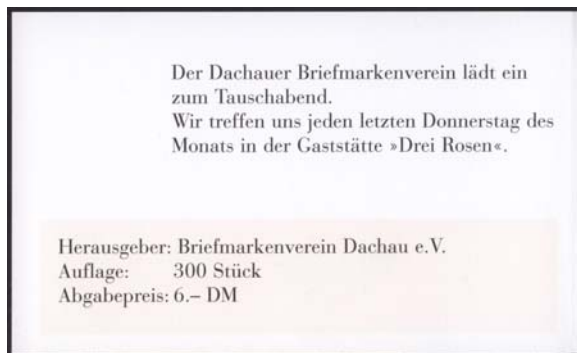 Der Dachauer Briefmarkenverein lädt ein
zum Tauschabend.
Wir treffen uns jeden letzten Donnerstag des
Monats in der Gaststätte »Drei Rosen«.
Herausgeber: Briefmarkenverein Dachau e.V.
Auflage: 300 Stück
Abgabepreis: 6.– DM